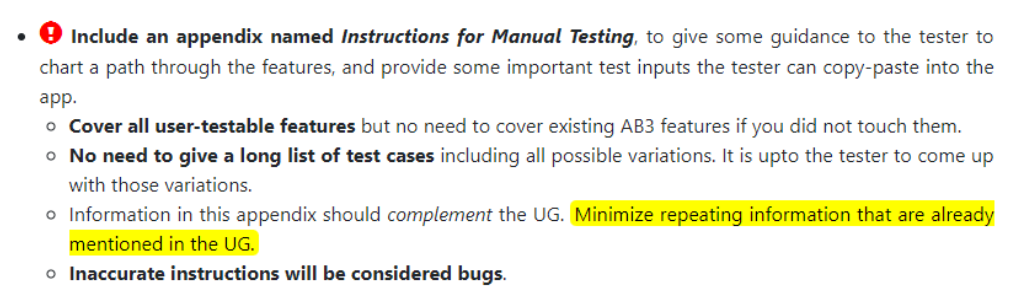 • Include an appendix named Instructions for Manual Testing, to give some guidance to the tester to
chart a path through the features, and provide some important test inputs the tester can copy-paste into the
app.
○ Cover all user-testable features but no need to cover existing AB3 features if you did not touch them.
○ No need to give a long list of test cases including all possible variations. It is upto the tester to come up
with those variations.
○ Information in this appendix should complement the UG. Minimize repeating information that are already
mentioned in the UG.
○ Inaccurate instructions will be considered bugs.